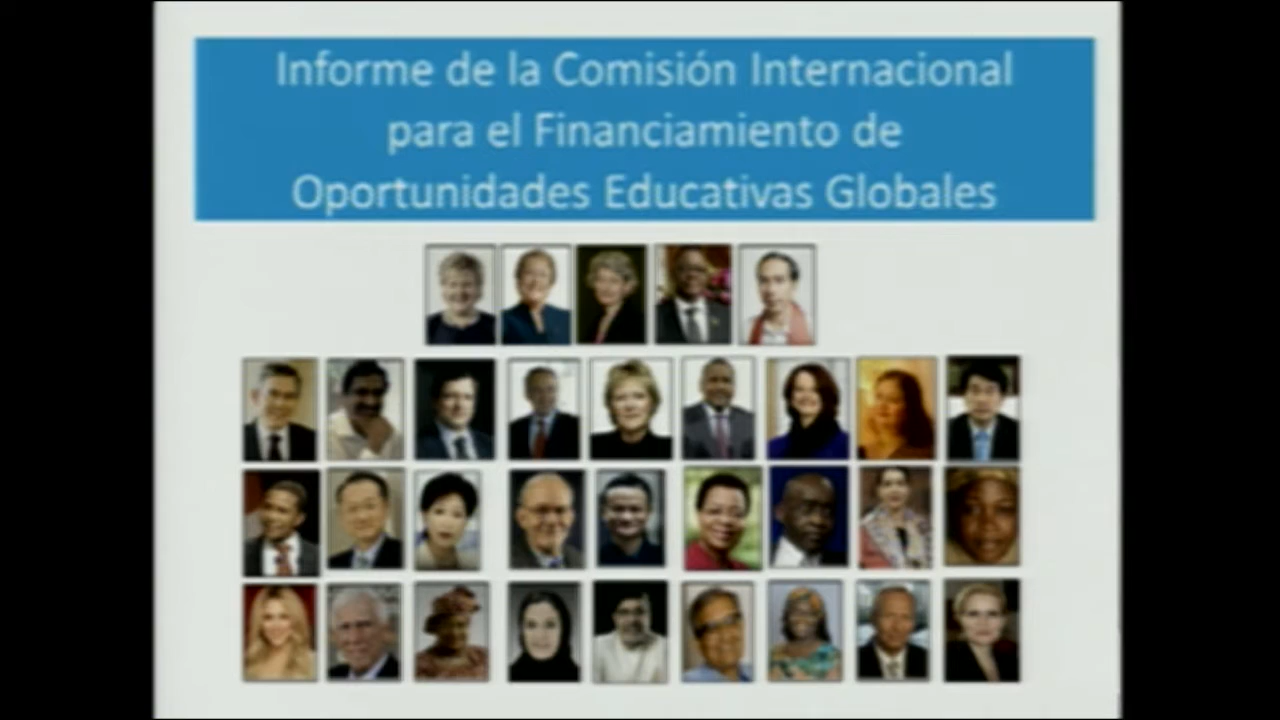 Informe de la Comisión Internacional
para el Financiamiento de
Oportunidades Educativas Globales